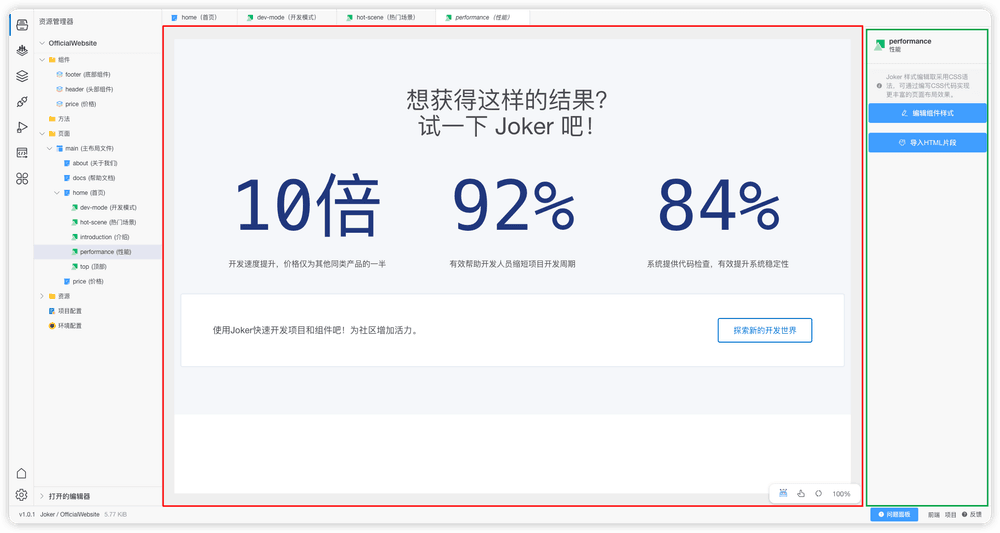 资源管理器
home（首页）
dev-mode（开发模式）
hot-scene（热门场景）
performance（性能）
OfficialWebsite
组件
footer (底部组件)
header (头部组件)
price (价格)
方法
页面
main (主布局文件)
about (关于我们)
docs (帮助文档)
home (首页)
dev-mode (开发模式)
hot-scene (热门场景)
introduction (介绍)
performance (性能)
top (顶部)
price (价格)
资源
项目配置
环境配置
打开的编辑器
想获得这样的结果？
试一下 Joker 吧！
10倍
92%
84%
开发速度提升，价格仅为其他同类产品的一半
有效帮助开发人员缩短项目开发周期
系统提供代码检查，有效提升系统稳定性
使用Joker快速开发项目和组件吧！为社区增加活力。
探索新的开发世界
100%
performance
性能
Joker 样式编辑取采用CSS语
法，可通过编写CSS代码实现
更丰富的页面布局效果。
编辑组件样式
导入HTML片段
v1.0.1
Joker / OfficialWebsite
5.77 KiB
问题面板
前端
项目
反馈